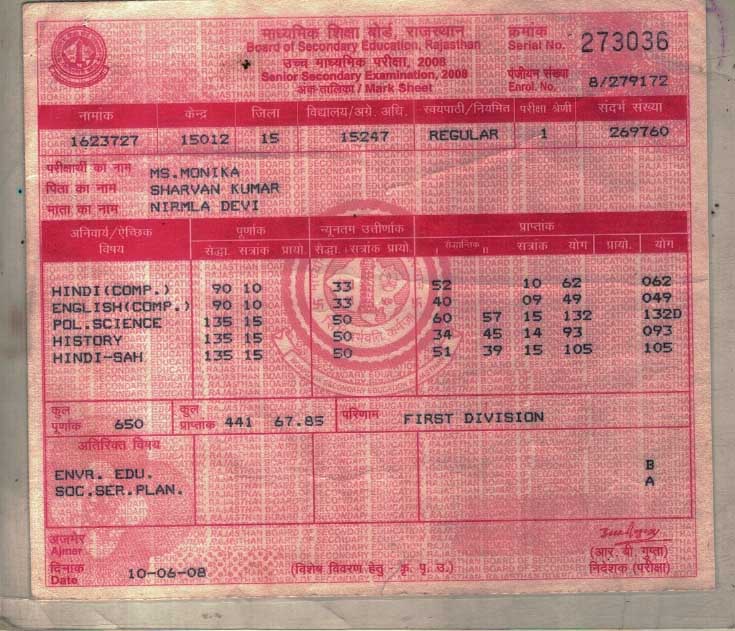 माध्यमिक शिक्षा बोर्ड, राजस्थान
Board of Secondary Education, Rajasthan
उच्च माध्यमिक परीक्षा, 2008
Senior Secondary Examination, 2008
अंक-तालिका / Mark Sheet
क्रमांक
Serial No. 273036
पंजीयन संख्या
Enrol. No. 8/279172
नामांक केन्द्र जिला विद्यालय/अग्रे. अधि. स्वयपाठी/नियमित परीक्षा श्रेणी संदर्भ संख्या
1623727 15012 15 15247 REGULAR 1 269760
परीक्षार्थी का नाम MS.MONIKA
पिता का नाम SHARVAN KUMAR
माता का नाम NIRMLA DEVI
अनिवार्य/ऐच्छिक विषय पूर्णांक न्यूनतम उत्तीर्णांक प्राप्तांक
सैद्धा. सत्रांक प्रायो. सैद्धा. सत्रांक प्रायो. I सैद्धान्तिक II सत्रांक योग प्रायो. योग
HINDI(COMP.) 90 10 33 52 10 62 062
ENGLISH(COMP.) 90 10 33 40 09 49 049
POL.SCIENCE 135 15 50 60 57 15 132 132D
HISTORY 135 15 50 34 45 14 93 093
HINDI-SAH 135 15 50 51 39 15 105 105
कुल पूर्णांक 650 कुल प्राप्तांक 441 67.85 परिणाम FIRST DIVISION
अतिरिक्त विषय
ENVR. EDU. B
SOC.SER.PLAN. A
अजमेर
Ajmer
दिनांक
Date 10-06-08
(विशेष विवरण हेतु - कृ. पृ. उ.)
(आर. बी. गुप्ता)
निदेशक (परीक्षा)